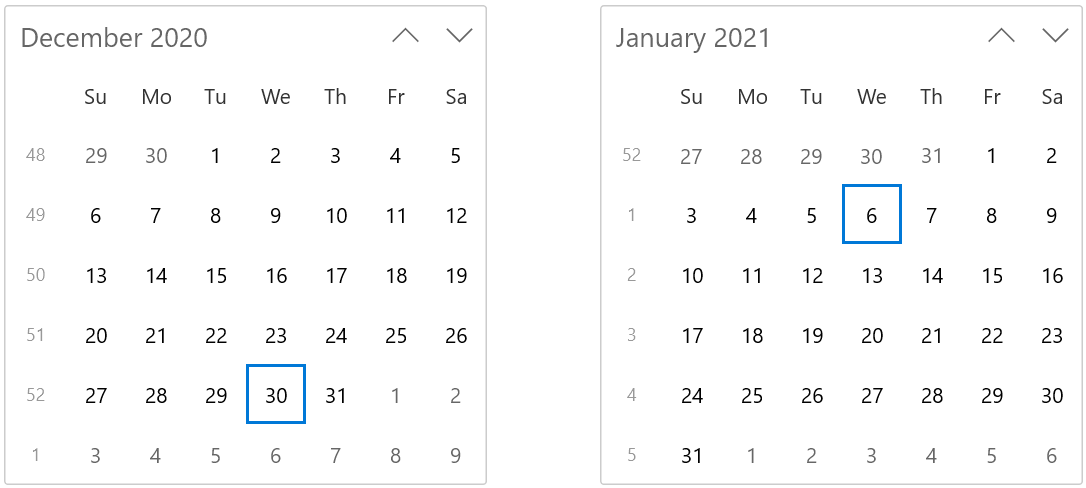 December 2020
Su Mo Tu We Th Fr Sa
48 29 30 1 2 3 4 5
49 6 7 8 9 10 11 12
50 13 14 15 16 17 18 19
51 20 21 22 23 24 25 26
52 27 28 29 30 31 1 2
1 3 4 5 6 7 8 9
January 2021
Su Mo Tu We Th Fr Sa
52 27 28 29 30 31 1 2
1 3 4 5 6 7 8 9
2 10 11 12 13 14 15 16
3 17 18 19 20 21 22 23
4 24 25 26 27 28 29 30
5 31 1 2 3 4 5 6